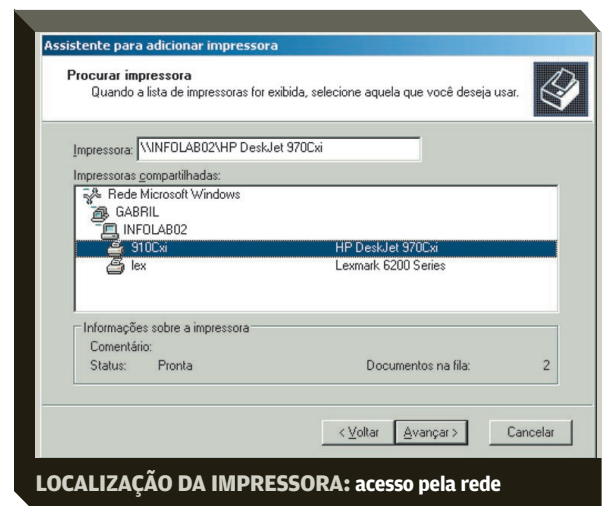 Assistente para adicionar impressora
Procurar impressora
Quando a lista de impressoras for exibida, selecione aquela que você deseja usar.
Impressora: \\INFOLAB02\HP DeskJet 970Cxi
Impressoras compartilhadas:
Rede Microsoft Windows
GABRIL
INFOLAB02
910Cxi HP DeskJet 970Cxi
lex Lexmark 6200 Series
Informações sobre a impressora
Comentário:
Status: Pronta Documentos na fila: 2
< Voltar Avançar > Cancelar
LOCALIZAÇÃO DA IMPRESSORA: acesso pela rede